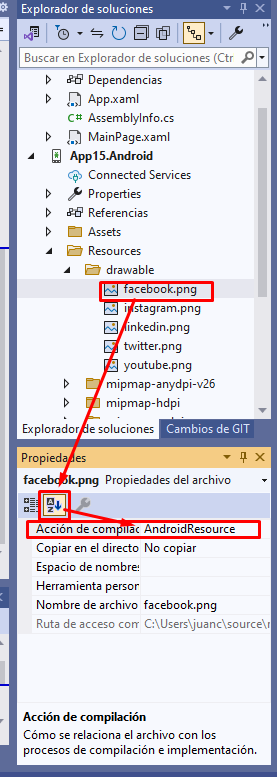 Explorador de soluciones
Buscar en Explorador de soluciones (Ctr
Dependencias
App.xaml
C# AssemblyInfo.cs
MainPage.xaml
App15.Android
Connected Services
Properties
Referencias
Assets
Resources
drawable
facebook.png
instagram.png
linkedin.png
twitter.png
youtube.png
mipmap-anydpi-v26
mipmap-hdpi
Explorador de soluciones Cambios de GIT
Propiedades
facebook.png Propiedades del archivo
Acción de compilac AndroidResource
Copiar en el directo No copiar
Espacio de nombres
Herramienta person
Nombre de archivo facebook.png
Ruta de acceso com C:\Users\juanc\source\r
Acción de compilación
Cómo se relaciona el archivo con los
procesos de compilación e implementación.